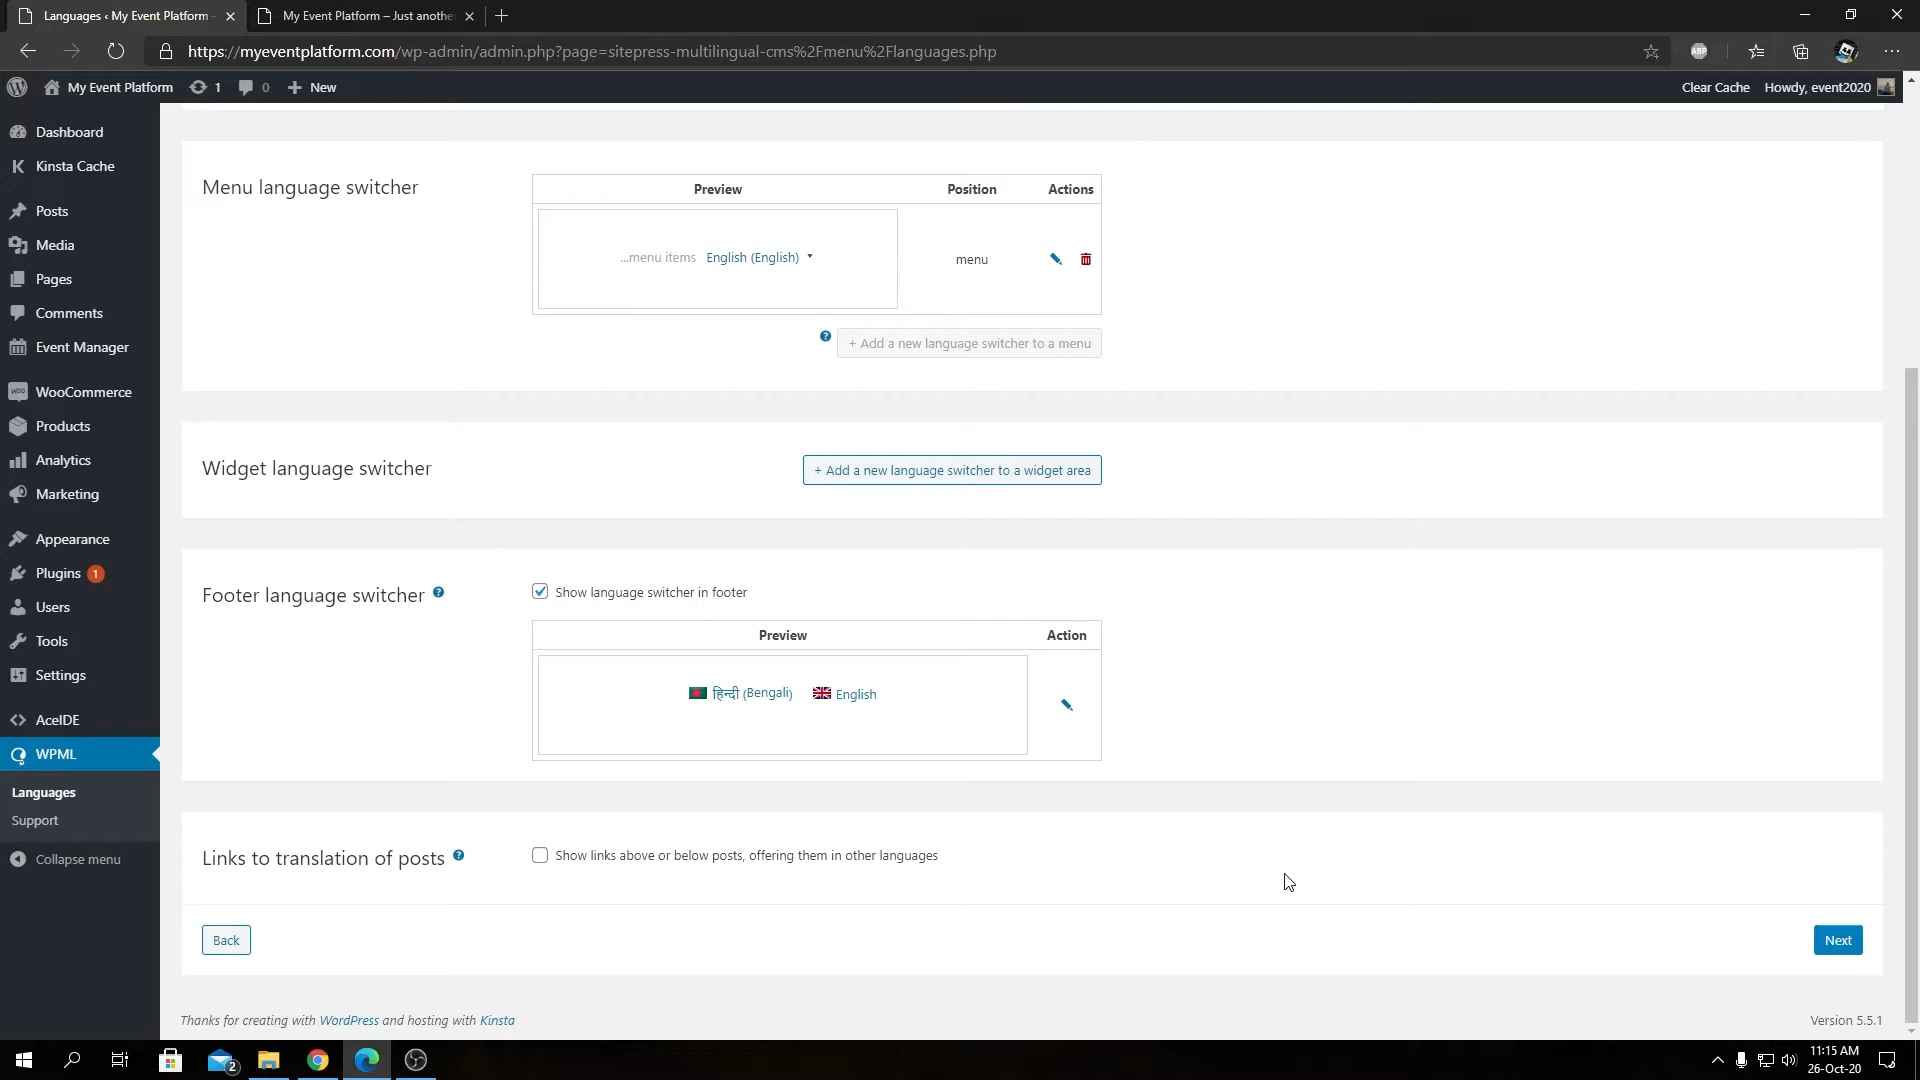 Languages ‹ My Event Platform -
My Event Platform – Just anothe
https://myeventplatform.com/wp-admin/admin.php?page=sitepress-multilingual-cms%2Fmenu%2Flanguages.php
ABP
My Event Platform 1 0 + New
Clear Cache Howdy, event2020
Dashboard
Kinsta Cache
Posts
Media
Pages
Comments
Event Manager
WooCommerce
Products
Analytics
Marketing
Appearance
Plugins 1
Users
Tools
Settings
AceIDE
WPML
Languages
Support
Collapse menu
Menu language switcher
Preview Position Actions
...menu items English (English)
menu
+ Add a new language switcher to a menu
Widget language switcher
+ Add a new language switcher to a widget area
Footer language switcher
Show language switcher in footer
Preview Action
हिन्दी (Bengali) English
Links to translation of posts
Show links above or below posts, offering them in other languages
Back
Next
Thanks for creating with WordPress and hosting with Kinsta
Version 5.5.1
2
11:15 AM
26-Oct-20